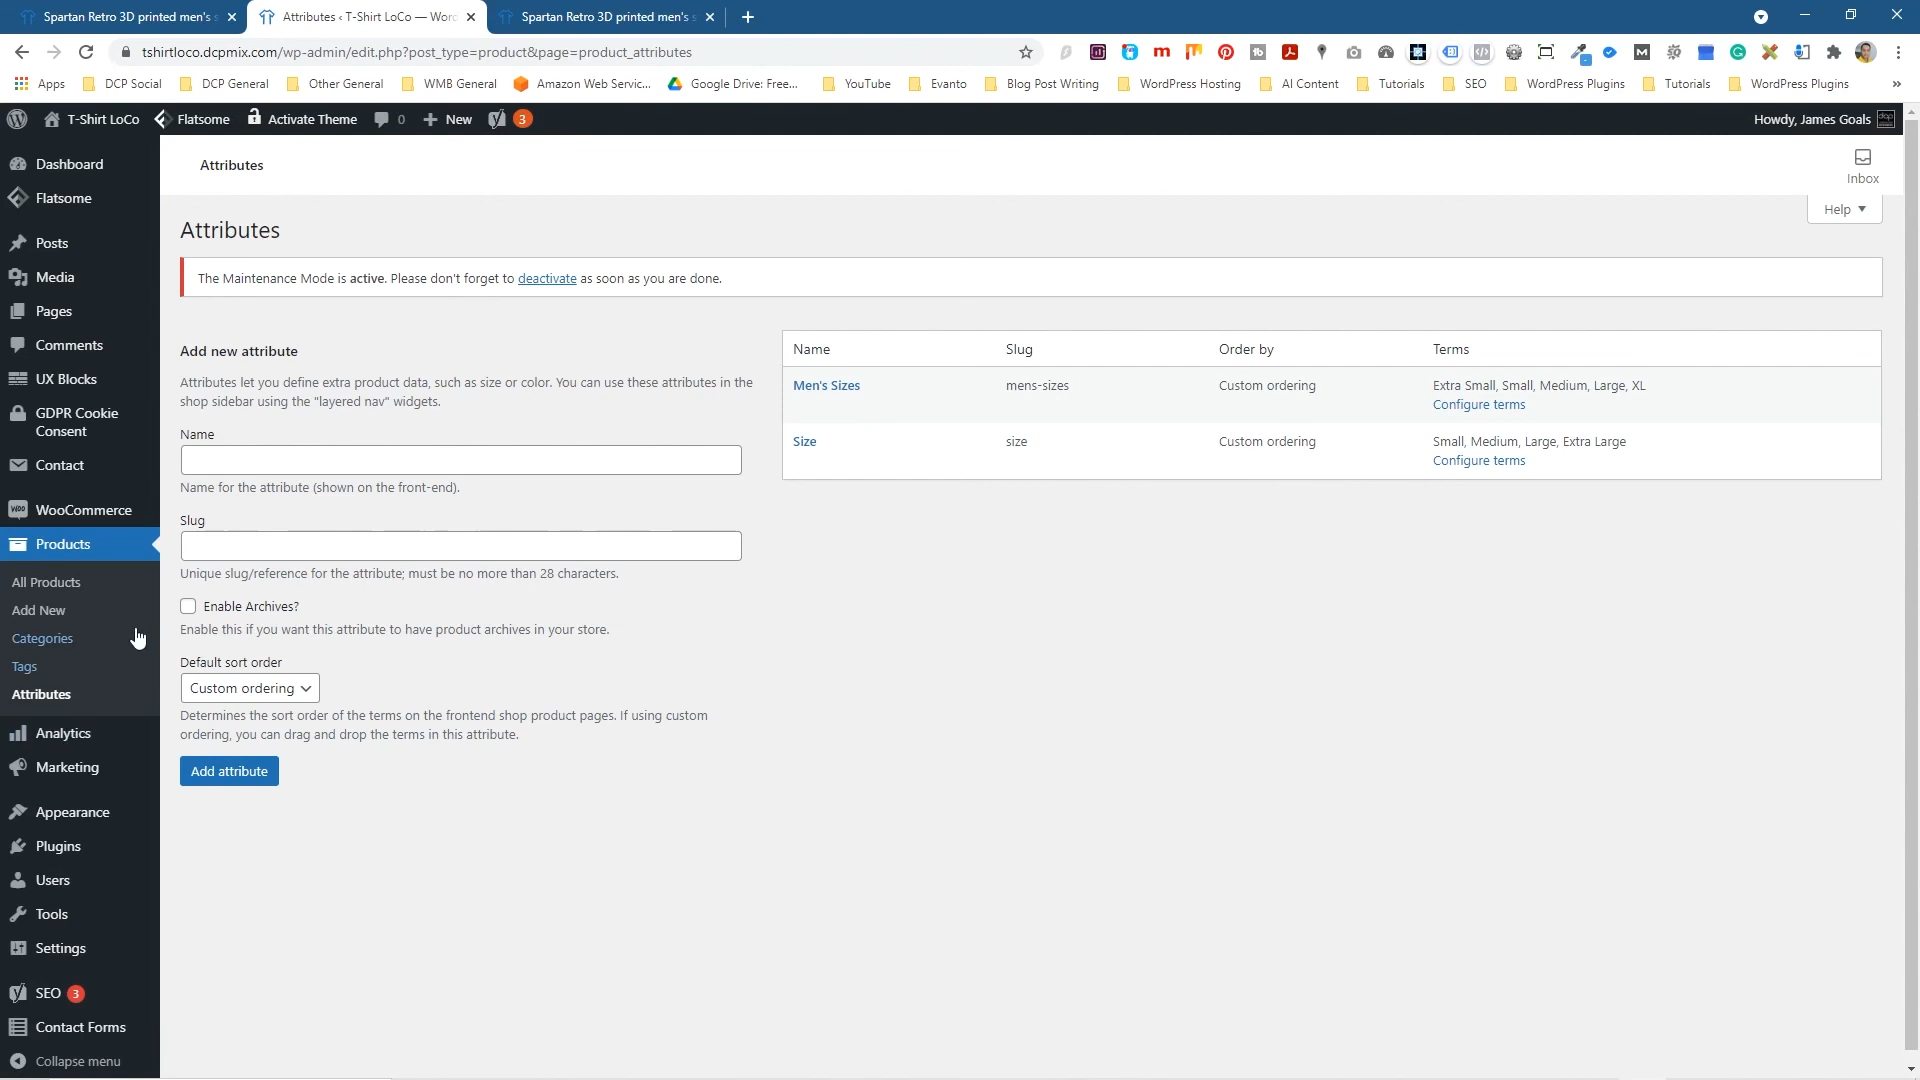 Spartan Retro 3D printed men's s
Attributes ‹ T-Shirt LoCo — Word
Spartan Retro 3D printed men's s
tshirtloco.dcpmix.com/wp-admin/edit.php?post_type=product&page=product_attributes
Apps
DCP Social
DCP General
Other General
WMB General
Amazon Web Servic...
Google Drive: Free...
YouTube
Evanto
Blog Post Writing
WordPress Hosting
AI Content
Tutorials
SEO
WordPress Plugins
Tutorials
WordPress Plugins
»
T-Shirt LoCo
Flatsome
Activate Theme
0
New
3
Howdy, James Goals
Dashboard
Flatsome
Posts
Media
Pages
Comments
UX Blocks
GDPR Cookie
Consent
Contact
WooCommerce
Products
All Products
Add New
Categories
Tags
Attributes
Analytics
Marketing
Appearance
Plugins
Users
Tools
Settings
SEO 3
Contact Forms
Collapse menu
Attributes
Inbox
Help
Attributes
The Maintenance Mode is active. Please don't forget to deactivate as soon as you are done.
Add new attribute
Attributes let you define extra product data, such as size or color. You can use these attributes in the
shop sidebar using the "layered nav" widgets.
Name
Name for the attribute (shown on the front-end).
Slug
Unique slug/reference for the attribute; must be no more than 28 characters.
Enable Archives?
Enable this if you want this attribute to have product archives in your store.
Default sort order
Custom ordering
Determines the sort order of the terms on the frontend shop product pages. If using custom
ordering, you can drag and drop the terms in this attribute.
Add attribute
Name Slug Order by Terms
Men's Sizes mens-sizes Custom ordering Extra Small, Small, Medium, Large, XL
Configure terms
Size size Custom ordering Small, Medium, Large, Extra Large
Configure terms